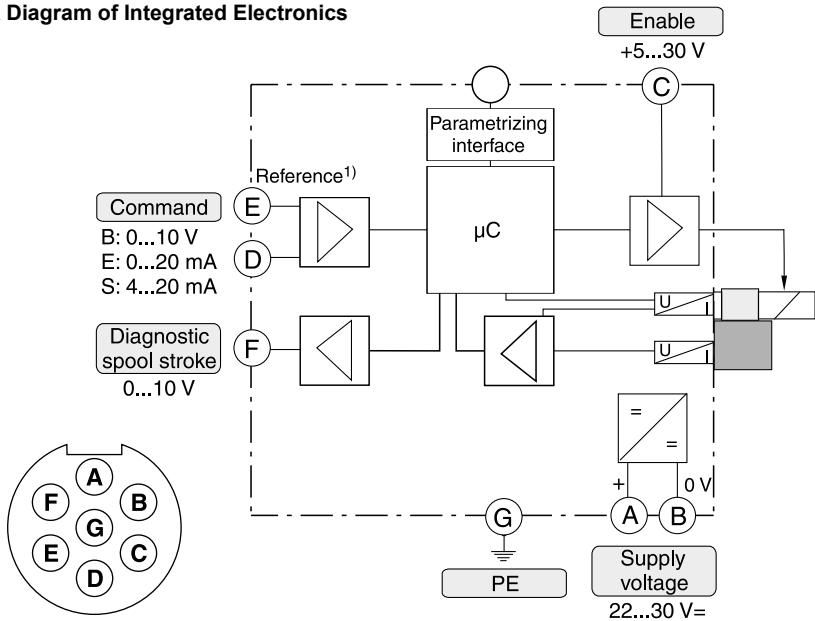 Diagram of Integrated Electronics
Enable
+5...30 V
C
Parametrizing
interface
Reference1)
E
Command
B: 0...10 V
E: 0...20 mA
S: 4...20 mA
D
µC
U
I
Diagnostic
spool stroke
0...10 V
F
U
I
=
=
+
0 V
A
B
G
PE
Supply
voltage
22...30 V=
A
F
B
G
E
C
D